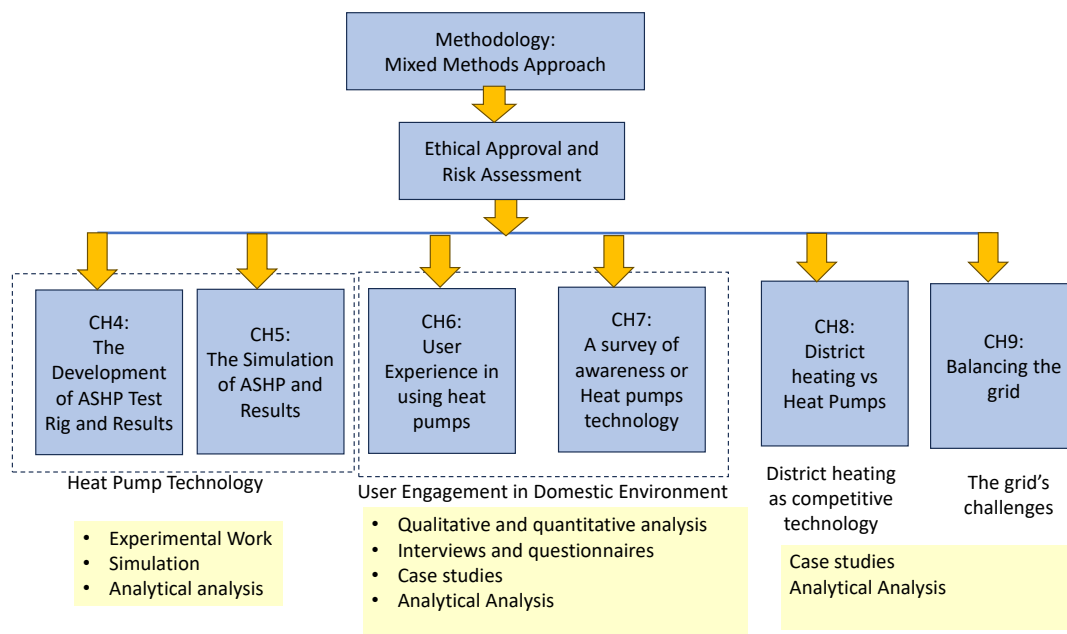 Methodology:
Mixed Methods Approach
Ethical Approval and
Risk Assessment
CH4:
The
Development
of ASHP Test
Rig and Results
CH5:
The Simulation
of ASHP and
Results
CH6:
User
Experience in
using heat
pumps
CH7:
A survey of
awareness or
Heat pumps
technology
CH8:
District
heating vs
Heat Pumps
CH9:
Balancing the
grid
Heat Pump Technology
User Engagement in Domestic Environment
District heating
as competitive
technology
The grid’s
challenges
• Experimental Work
• Simulation
• Analytical analysis
• Qualitative and quantitative analysis
• Interviews and questionnaires
• Case studies
• Analytical Analysis
Case studies
Analytical Analysis